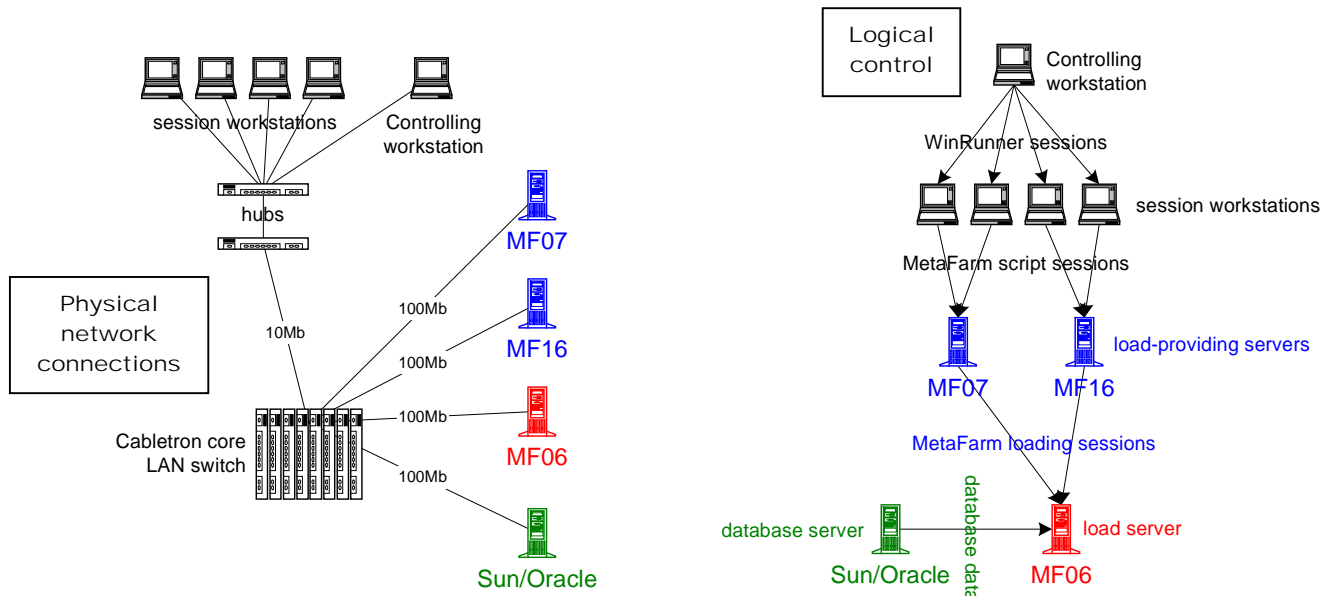 session workstations
Controlling
workstation
hubs
MF07
Physical
network
connections
100Mb
10Mb
MF16
100Mb
100Mb
MF06
Cabletron core
LAN switch
100Mb
Sun/Oracle
Logical
control
Controlling
workstation
WinRunner sessions
session workstations
MetaFarm script sessions
load-providing servers
MF07
MF16
MetaFarm loading sessions
database server
database data
load server
Sun/Oracle
MF06